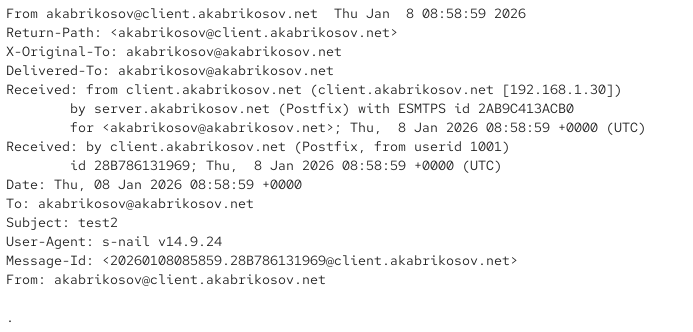 From akabrikosov@client.akabrikosov.net  Thu Jan  8 08:58:59 2026
Return-Path: <akabrikosov@client.akabrikosov.net>
X-Original-To: akabrikosov@akabrikosov.net
Delivered-To: akabrikosov@akabrikosov.net
Received: from client.akabrikosov.net (client.akabrikosov.net [192.168.1.30])
        by server.akabrikosov.net (Postfix) with ESMTPS id 2AB9C413ACB0
        for <akabrikosov@akabrikosov.net>; Thu,  8 Jan 2026 08:58:59 +0000 (UTC)
Received: by client.akabrikosov.net (Postfix, from userid 1001)
        id 28B786131969; Thu,  8 Jan 2026 08:58:59 +0000 (UTC)
Date: Thu, 08 Jan 2026 08:58:59 +0000
To: akabrikosov@akabrikosov.net
Subject: test2
User-Agent: s-nail v14.9.24
Message-Id: <20260108085859.28B786131969@client.akabrikosov.net>
From: akabrikosov@client.akabrikosov.net

.